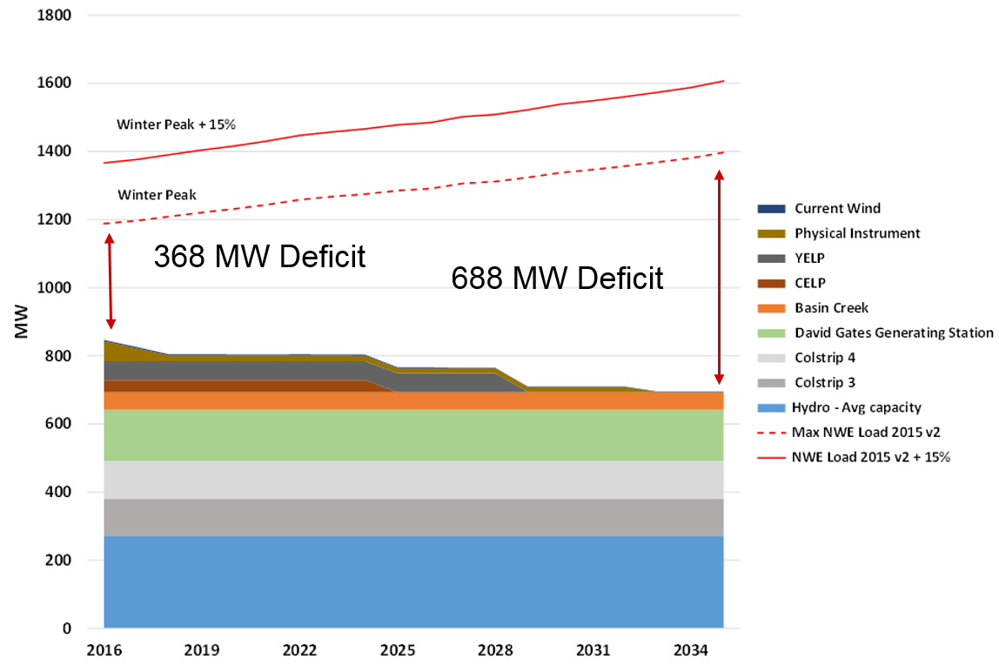 1800
1600
Winter Peak + 15%
1400
Winter Peak
1200
368 MW Deficit
688 MW Deficit
1000
MW
800
600
400
200
0
2016
2019
2022
2025
2028
2031
2034
Current Wind
Physical Instrument
YELP
CELP
Basin Creek
David Gates Generating Station
Colstrip 4
Colstrip 3
Hydro - Avg capacity
Max NWE Load 2015 v2
NWE Load 2015 v2 + 15%